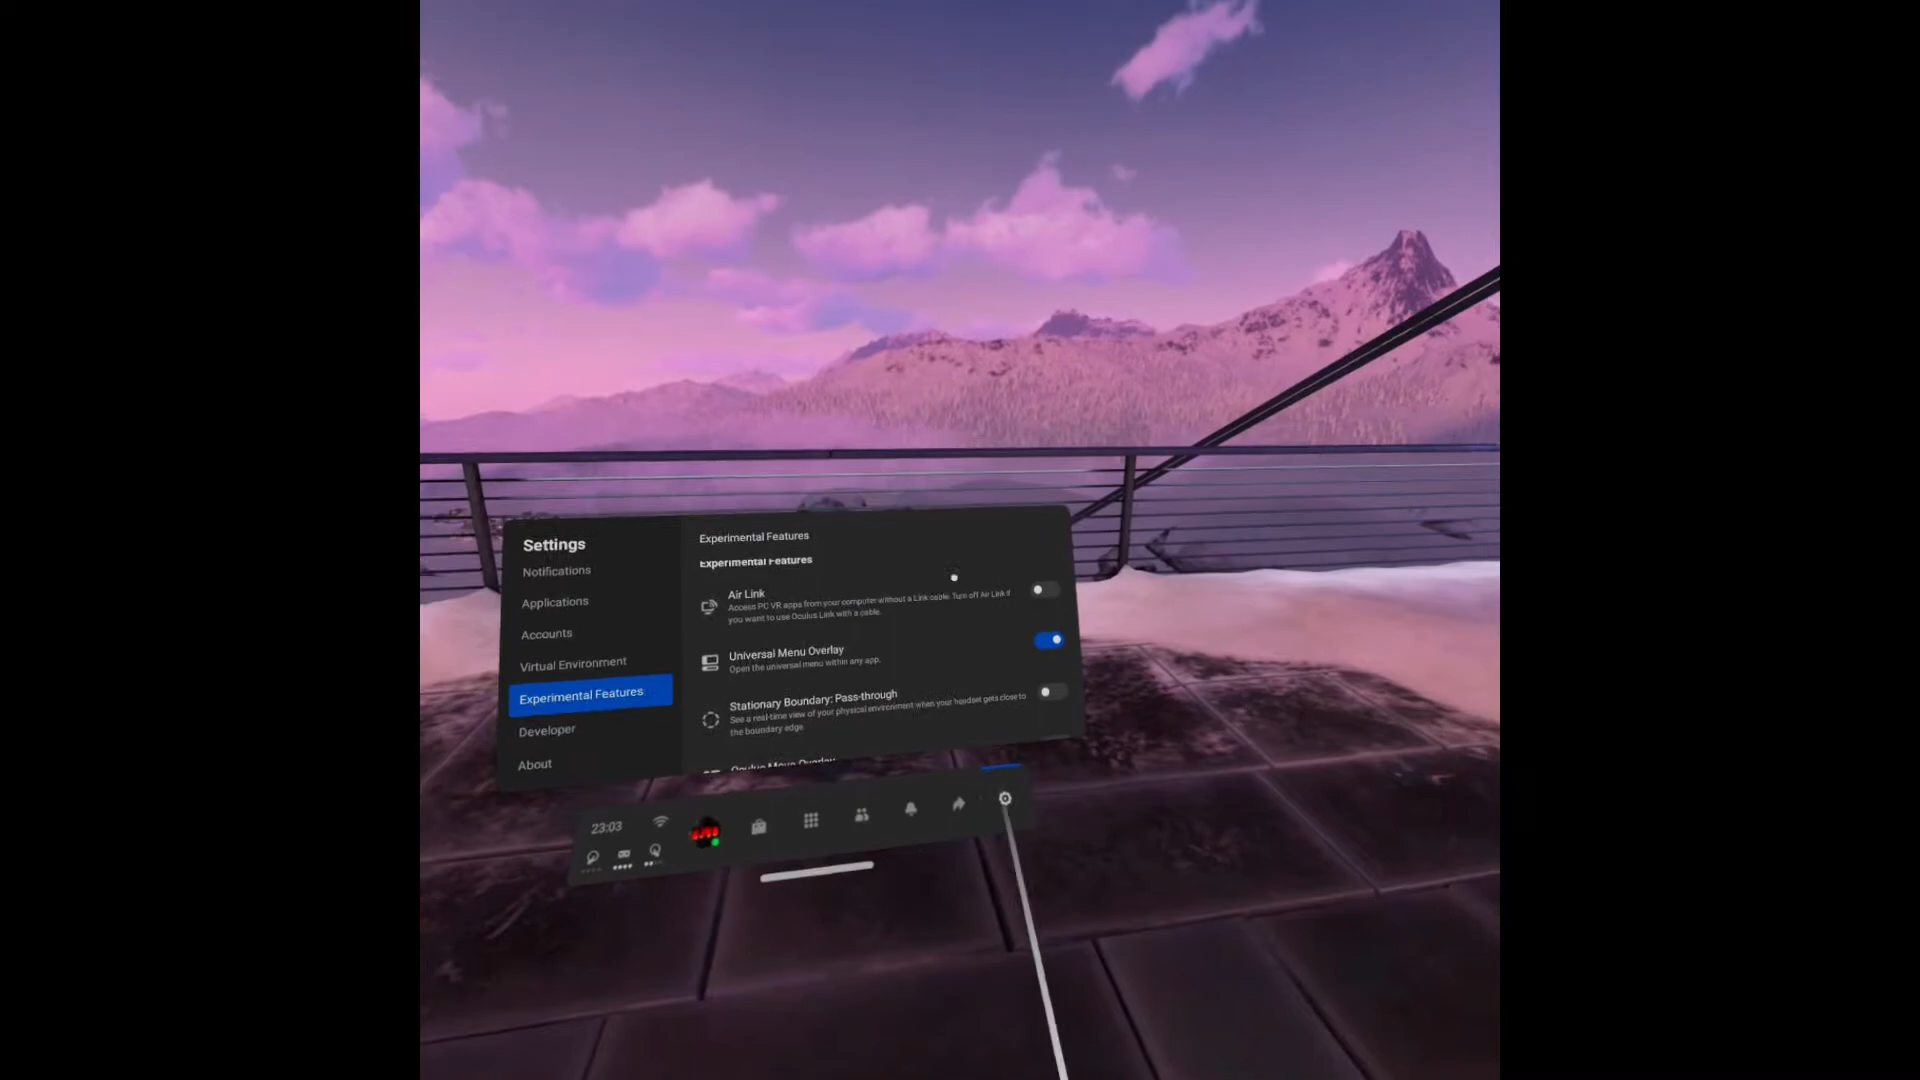 Settings
Notifications
Applications
Accounts
Virtual Environment
Experimental Features
Developer
About
Experimental Features
Experimental Features
Air Link
Access PC VR apps from your computer without a Link cable. Turn off Air Link if
you want to use Oculus Link with a cable.
Universal Menu Overlay
Open the universal menu within any app.
Stationary Boundary: Pass-through
See a real-time view of your physical environment when your headset gets close to
the boundary edge.
Oculus Move Overlay
23:03